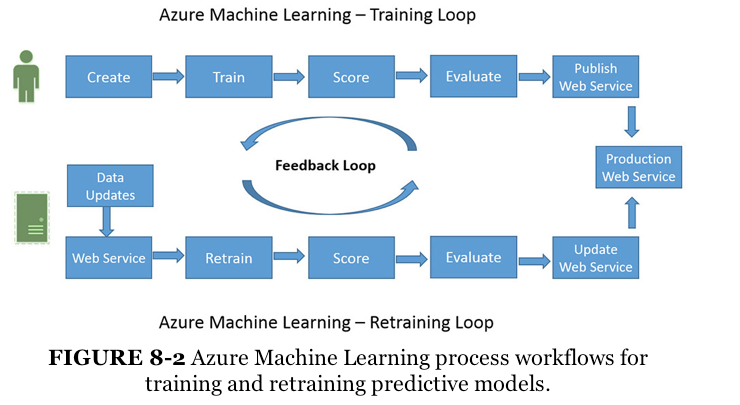 Azure Machine Learning – Training Loop
Create
Train
Score
Evaluate
Publish
Web Service
Feedback Loop
Production
Web Service
Data
Updates
Web Service
Retrain
Score
Evaluate
Update
Web Service
Azure Machine Learning – Retraining Loop
FIGURE 8-2 Azure Machine Learning process workflows for
training and retraining predictive models.